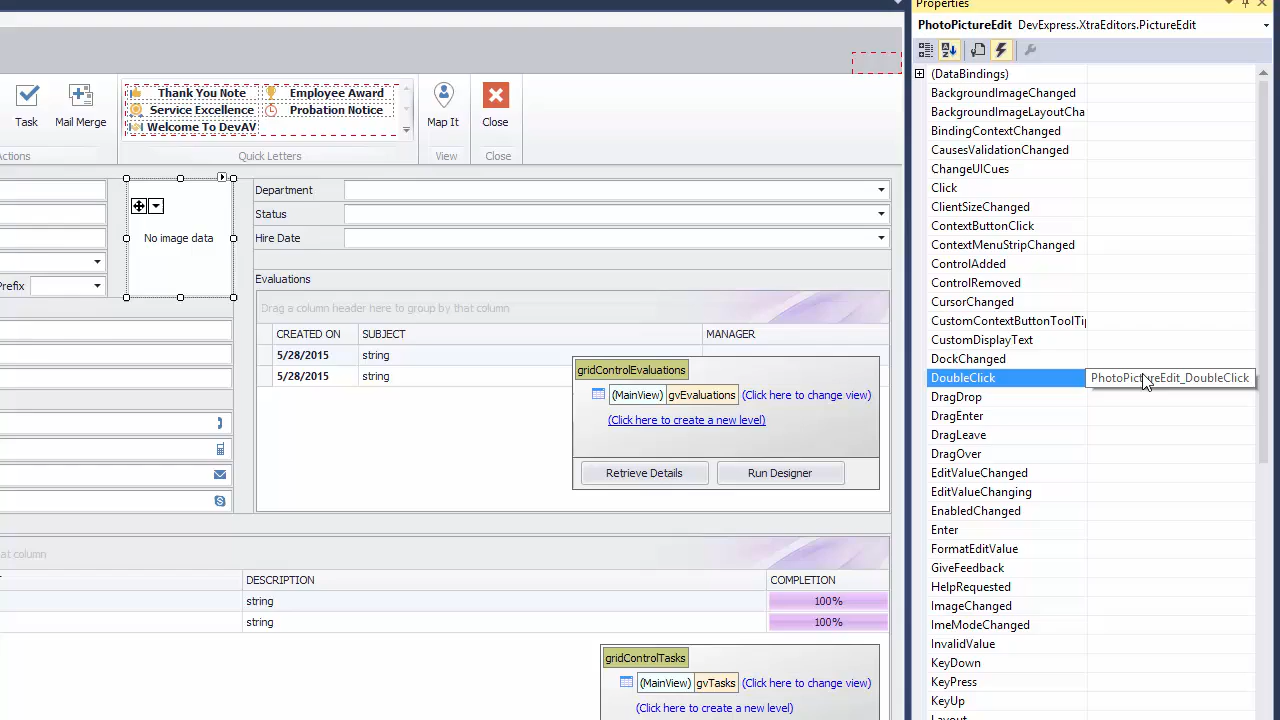 Properties
PhotoPictureEdit DevExpress.XtraEditors.PictureEdit
Task
Mail Merge
Thank You Note
Employee Award
Service Excellence
Probation Notice
Welcome To DevAV
Map It
Close
Actions
Quick Letters
View
Close
No image data
Prefix
Department
Status
Hire Date
Evaluations
Drag a column header here to group by that column
CREATED ON SUBJECT MANAGER
5/28/2015 string
5/28/2015 string
gridControlEvaluations
(MainView) gvEvaluations (Click here to change view)
(Click here to create a new level)
Retrieve Details Run Designer
at column
DESCRIPTION COMPLETION
string 100%
string 100%
gridControlTasks
(MainView) gvTasks (Click here to change view)
(Click here to create a new level)
(DataBindings)
BackgroundImageChanged
BackgroundImageLayoutCha
BindingContextChanged
CausesValidationChanged
ChangeUICues
Click
ClientSizeChanged
ContextButtonClick
ContextMenuStripChanged
ControlAdded
ControlRemoved
CursorChanged
CustomContextButtonToolTip
CustomDisplayText
DockChanged
DoubleClick PhotoPictureEdit_DoubleClick
DragDrop
DragEnter
DragLeave
DragOver
EditValueChanged
EditValueChanging
EnabledChanged
Enter
FormatEditValue
GiveFeedback
HelpRequested
ImageChanged
ImeModeChanged
InvalidValue
KeyDown
KeyPress
KeyUp
Layout